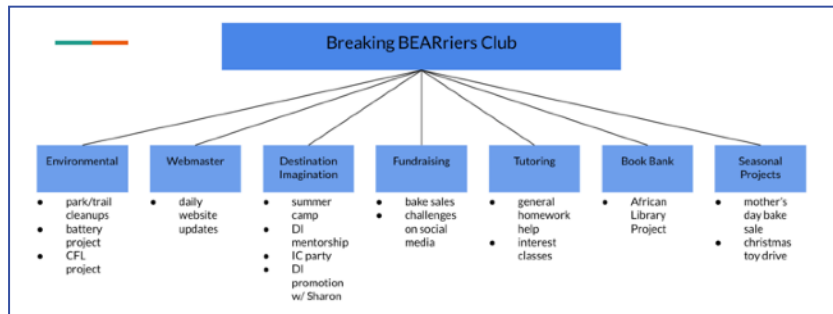 Breaking BEARriers Club
Environmental
● park/trail
cleanups
● battery
project
● CFL
project
Webmaster
● daily
website
updates
Destination
Imagination
● summer
camp
● DI
mentorship
● IC party
● DI
promotion
w/ Sharon
Fundraising
● bake sales
● challenges
on social
media
Tutoring
● general
homework
help
● interest
classes
Book Bank
● African
Library
Project
Seasonal
Projects
● mother's
day bake
sale
● christmas
toy drive